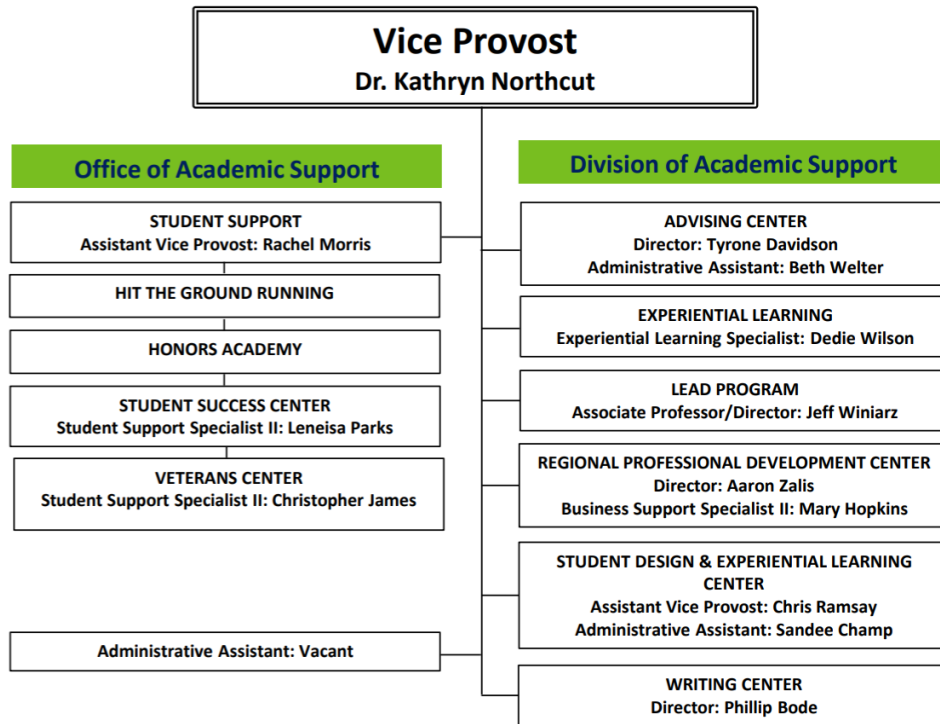 Vice Provost
Dr. Kathryn Northcut
Office of Academic Support
STUDENT SUPPORT
Assistant Vice Provost: Rachel Morris
HIT THE GROUND RUNNING
HONORS ACADEMY
STUDENT SUCCESS CENTER
Student Support Specialist II: Leneisa Parks
VETERANS CENTER
Student Support Specialist II: Christopher James
Administrative Assistant: Vacant
Division of Academic Support
ADVISING CENTER
Director: Tyrone Davidson
Administrative Assistant: Beth Welter
EXPERIENTIAL LEARNING
Experiential Learning Specialist: Dedie Wilson
LEAD PROGRAM
Associate Professor/Director: Jeff Winiarz
REGIONAL PROFESSIONAL DEVELOPMENT CENTER
Director: Aaron Zalis
Business Support Specialist II: Mary Hopkins
STUDENT DESIGN & EXPERIENTIAL LEARNING
CENTER
Assistant Vice Provost: Chris Ramsay
Administrative Assistant: Sandee Champ
WRITING CENTER
Director: Phillip Bode